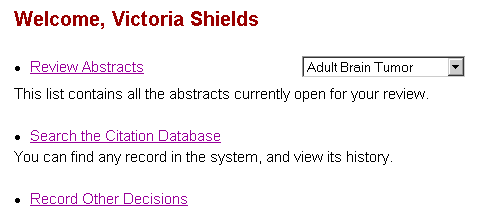 Welcome, Victoria Shields
Review Abstracts Adult Brain Tumor
This list contains all the abstracts currently open for your review.
Search the Citation Database
You can find any record in the system, and view its history.
Record Other Decisions